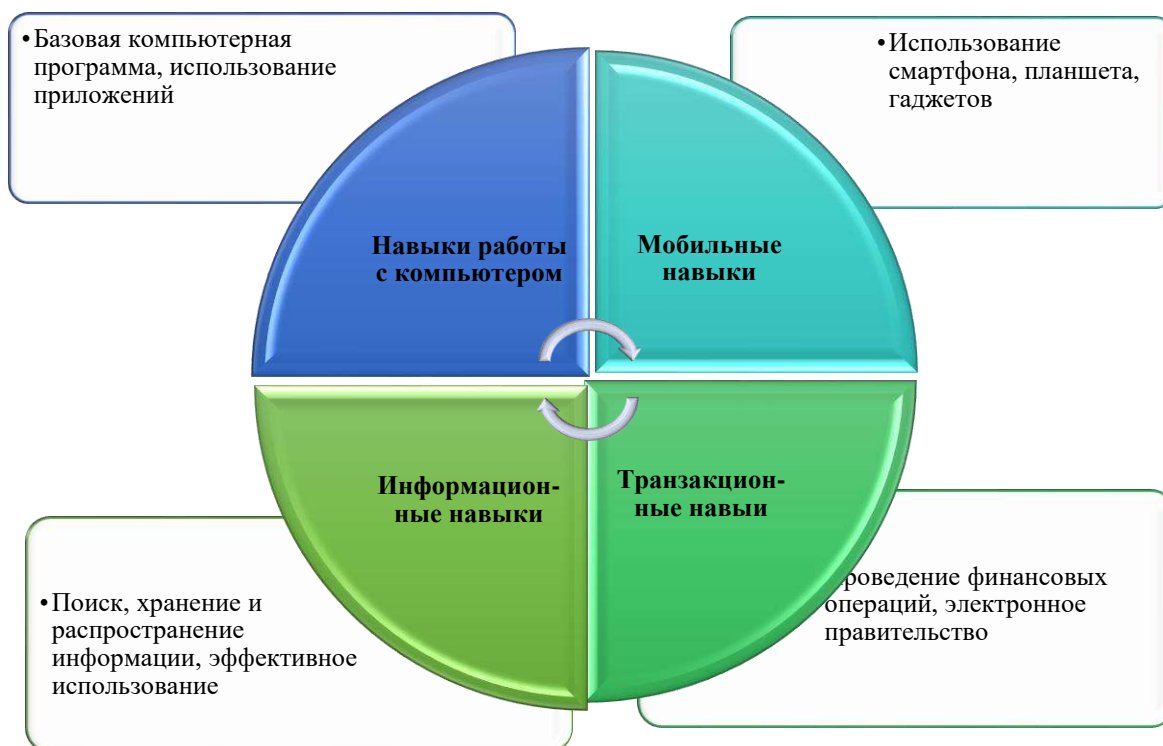 •Базовая компьютерная
программа, использование
приложений
•Использование
смартфона, планшета,
гаджетов
Навыки работы
с компьютером
Мобильные
навыки
Информацион-
ные навыки
Транзакцион-
ные навыи
•Поиск, хранение и
распространение
информации, эффективное
использование
роведение финансовых
операций, электронное
правительство